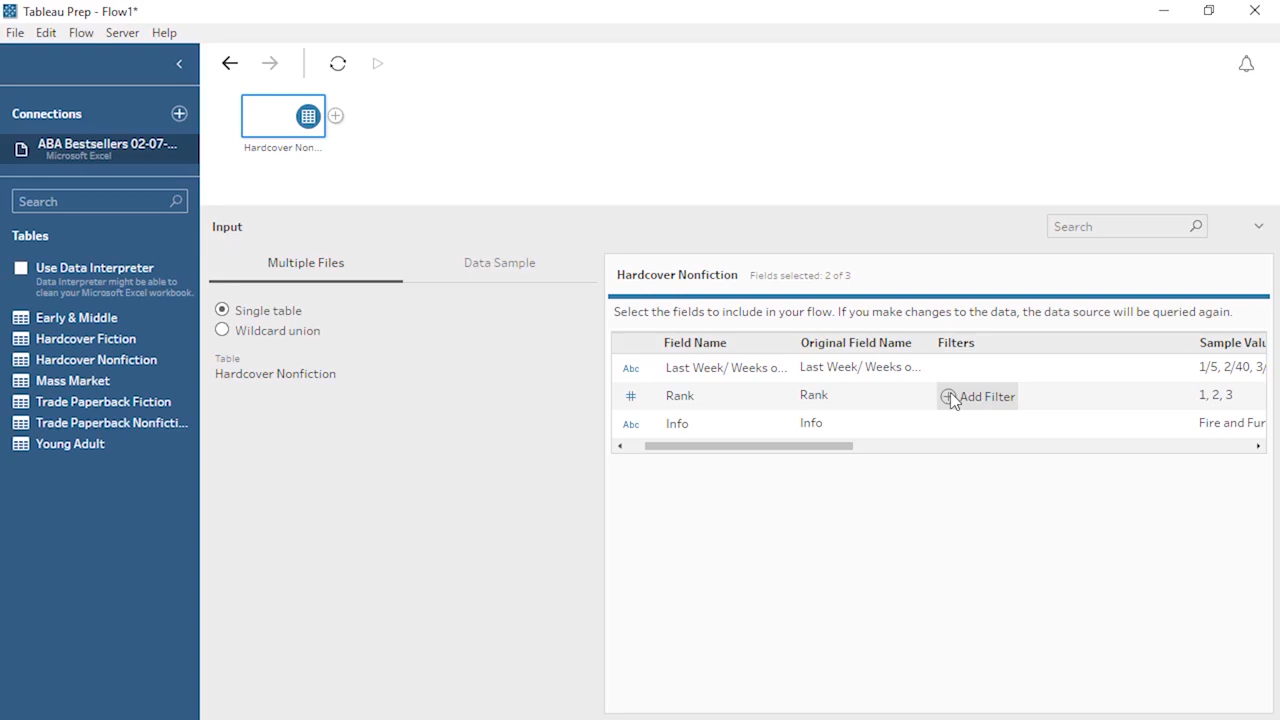 Tableau Prep - Flow1*
File Edit Flow Server Help
Connections
ABA Bestsellers 02-07-...
Microsoft Excel
Search
Tables
Use Data Interpreter
Data Interpreter might be able to
clean your Microsoft Excel workbook.
Early & Middle
Hardcover Fiction
Hardcover Nonfiction
Mass Market
Trade Paperback Fiction
Trade Paperback Nonficti...
Young Adult
Hardcover Non...
Input
Search
Multiple Files Data Sample
Single table
Wildcard union
Table
Hardcover Nonfiction
Hardcover Nonfiction Fields selected: 2 of 3
Select the fields to include in your flow. If you make changes to the data, the data source will be queried again.
Field Name Original Field Name Filters Sample Valu
Abc Last Week/ Weeks o... Last Week/ Weeks o... 1/5, 2/40, 3/
# Rank Rank Add Filter 1, 2, 3
Abc Info Info Fire and Fur